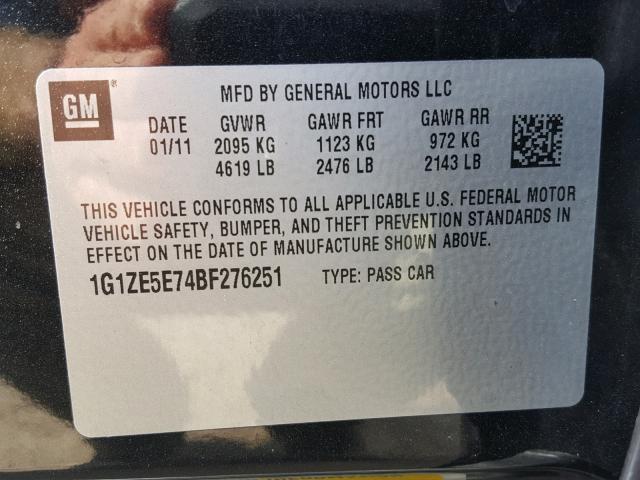 GM
MFD BY GENERAL MOTORS LLC
DATE GVWR GAWR FRT GAWR RR
01/11 2095 KG 1123 KG 972 KG
4619 LB 2476 LB 2143 LB
THIS VEHICLE CONFORMS TO ALL APPLICABLE U.S. FEDERAL MOTOR
VEHICLE SAFETY, BUMPER, AND THEFT PREVENTION STANDARDS IN
EFFECT ON THE DATE OF MANUFACTURE SHOWN ABOVE.
1G1ZE5E74BF276251 TYPE: PASS CAR